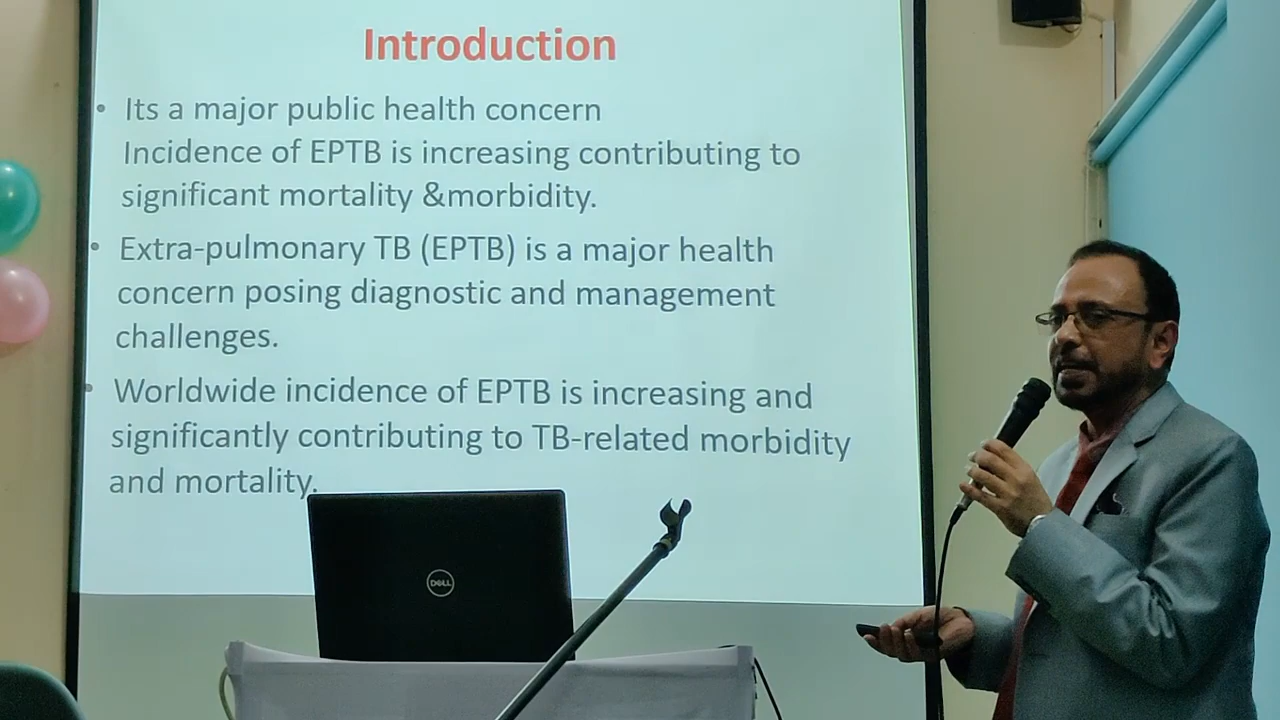 Introduction
• Its a major public health concern
Incidence of EPTB is increasing contributing to
significant mortality &morbidity.
• Extra-pulmonary TB (EPTB) is a major health
concern posing diagnostic and management
challenges.
• Worldwide incidence of EPTB is increasing and
significantly contributing to TB-related morbidity
and mortality.
DELL